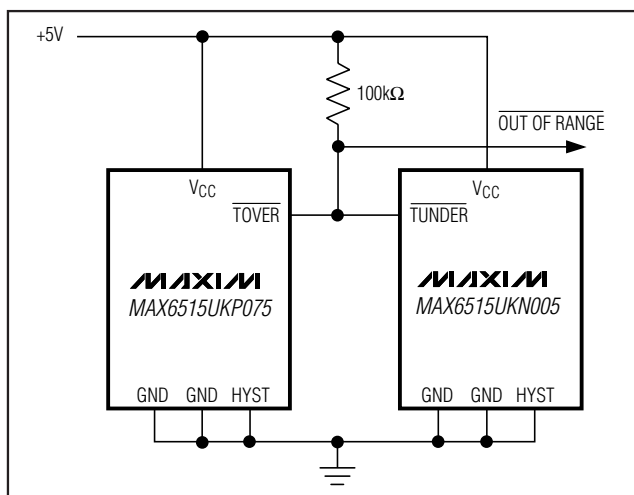 +5V
100kΩ
OUT OF RANGE
VCC
TOVER
MAXIM
MAX6515UKP075
GND GND HYST
VCC
TUNDER
MAXIM
MAX6515UKN005
GND GND HYST